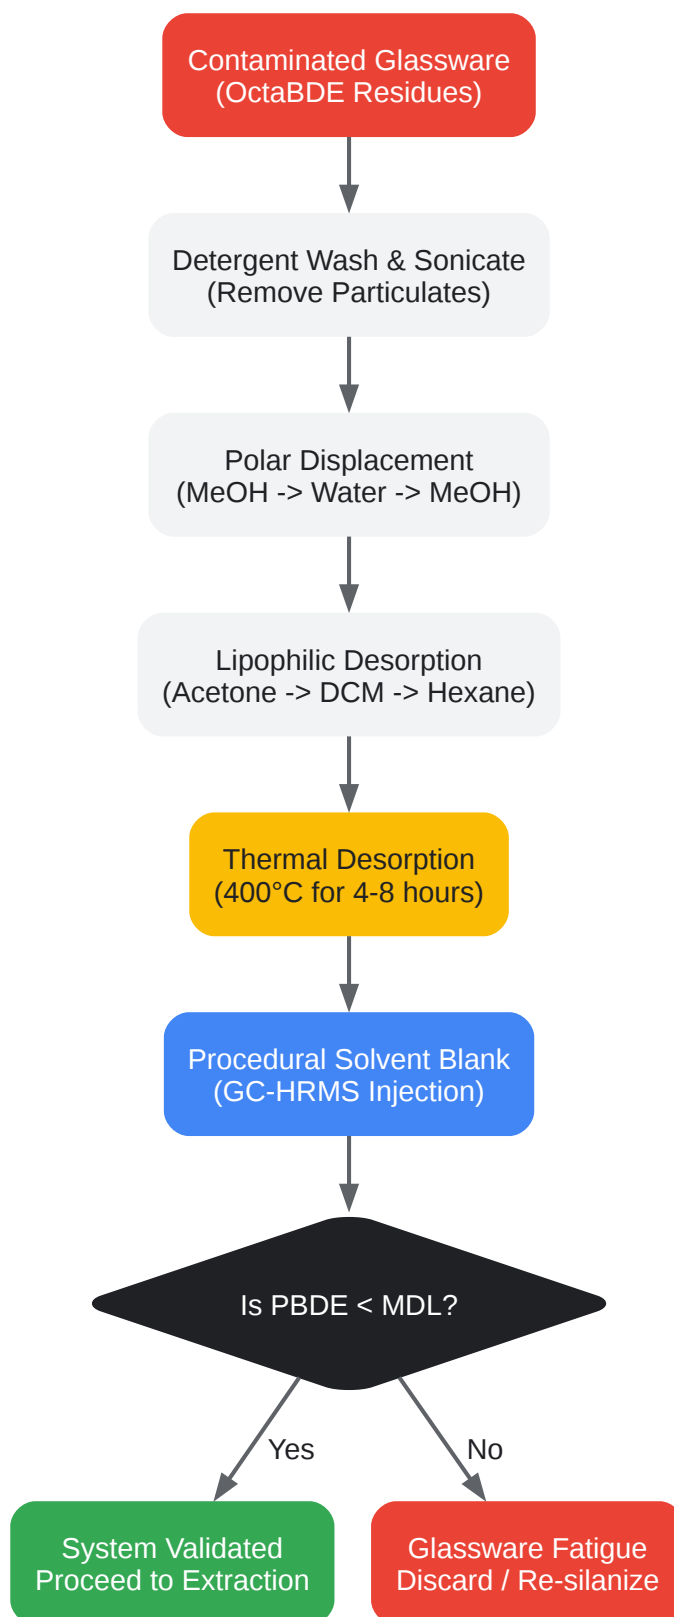 Contaminated Glassware
(OctaBDE Residues)
Detergent Wash & Sonicate
(Remove Particulates)
Polar Displacement
(MeOH -> Water -> MeOH)
Lipophilic Desorption
(Acetone -> DCM -> Hexane)
Thermal Desorption
(400°C for 4-8 hours)
Procedural Solvent Blank
(GC-HRMS Injection)
Is PBDE < MDL?
Yes
No
System Validated
Proceed to Extraction
Glassware Fatigue
Discard / Re-silanize